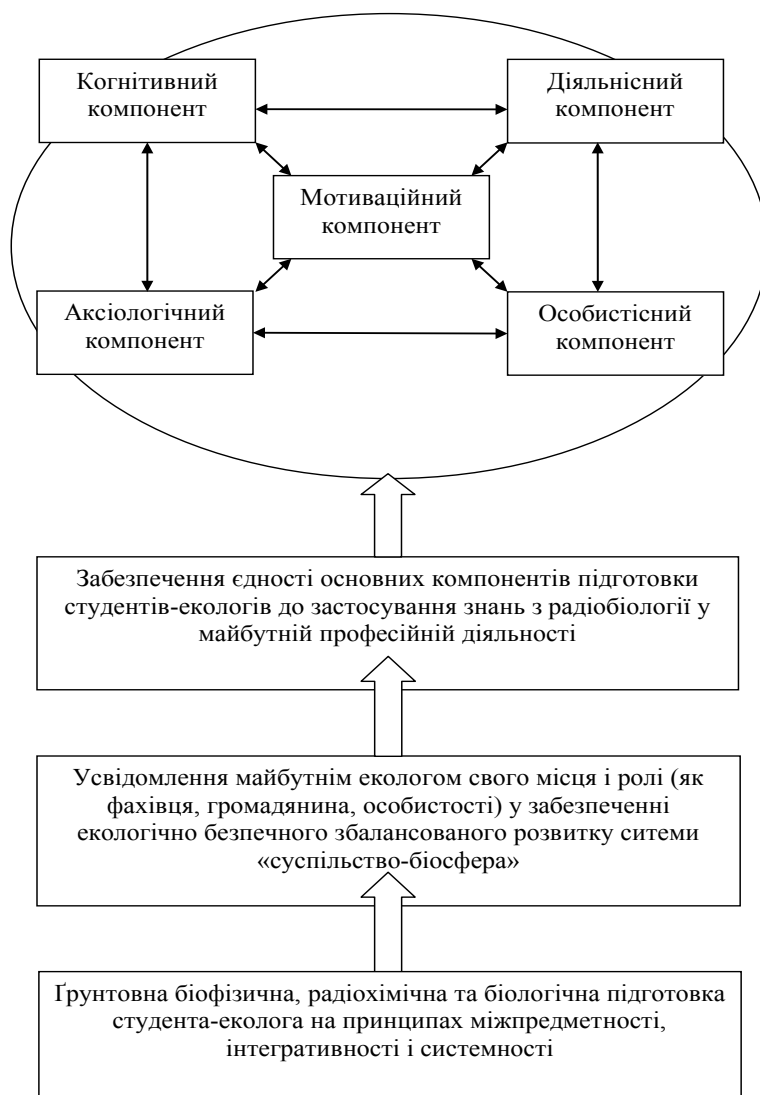 Когнітивний
компонент
Діяльнісний
компонент
Мотиваційний
компонент
Аксіологічний
компонент
Особистісний
компонент
Забезпечення єдності основних компонентів підготовки
студентів-екологів до застосування знань з радіобіології у
майбутній професійній діяльності
Усвідомлення майбутнім екологом свого місця і ролі (як
фахівця, громадянина, особистості) у забезпеченні
екологічно безпечного збалансованого розвитку ситеми
«суспільство-біосфера»
Ґрунтовна біофізична, радіохімічна та біологічна підготовка
студента-еколога на принципах міжпредметності,
інтегративності і системності